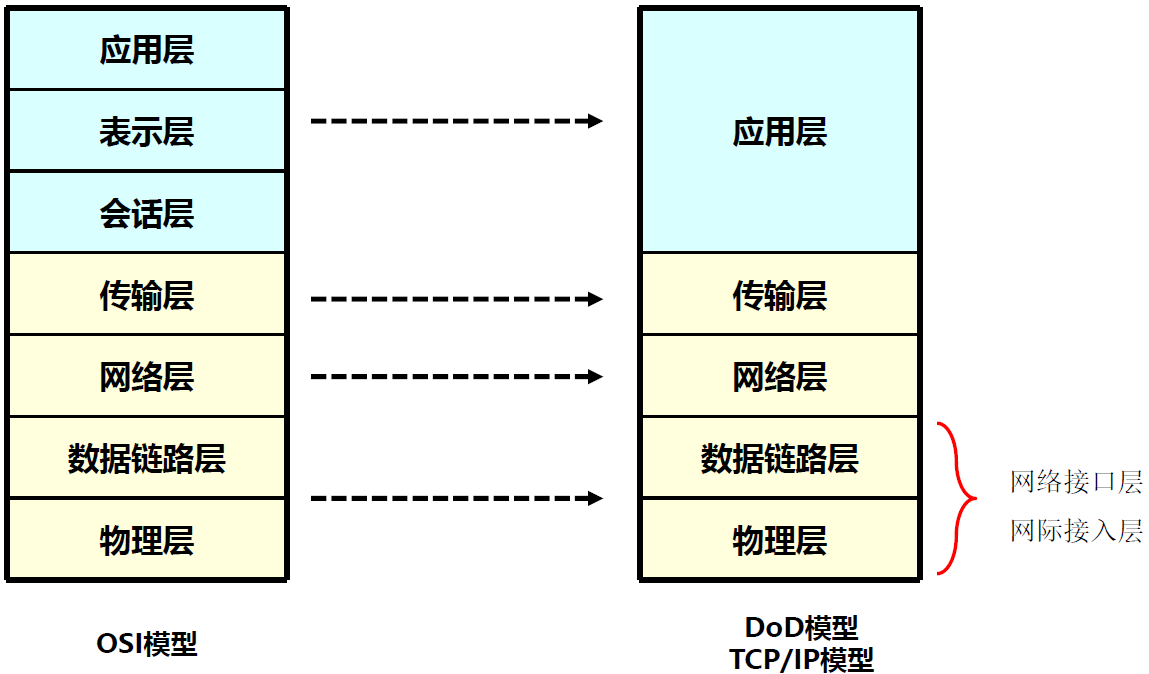 应用层
表示层
会话层
传输层
网络层
数据链路层
物理层
OSI模型
应用层
传输层
网络层
数据链路层
物理层
DoD模型
TCP/IP模型
网络接口层
网际接入层